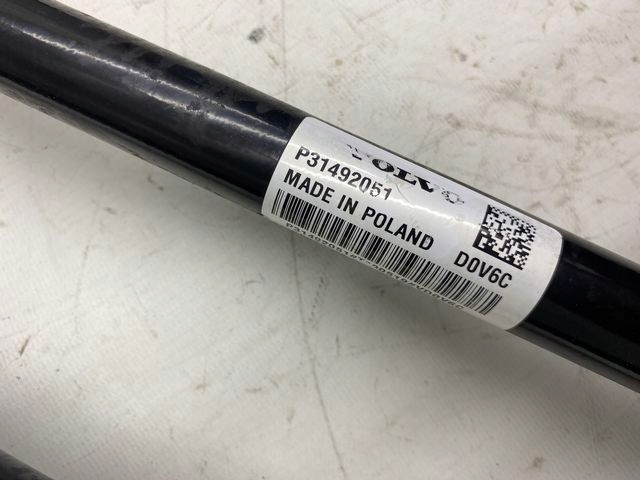 VOLVO
P31492051
MADE IN POLAND
D0V6C